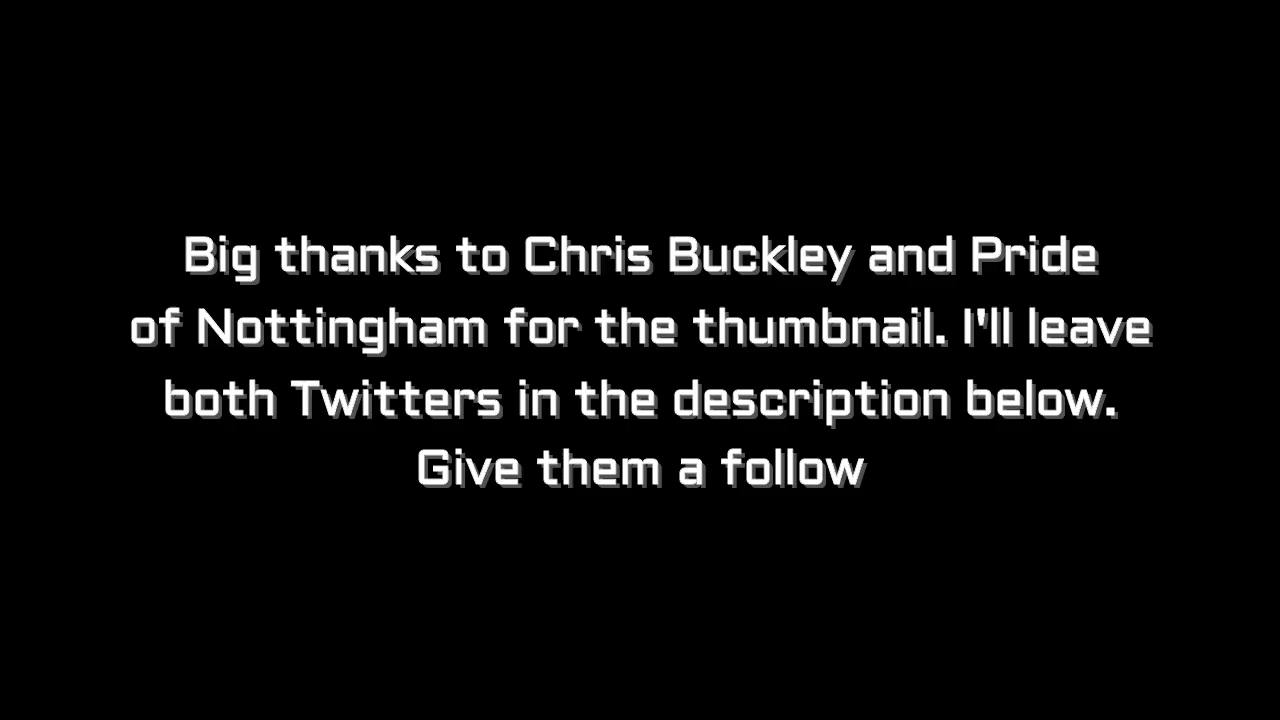 Big thanks to Chris Buckley and Pride
of Nottingham for the thumbnail. I'll leave
both Twitters in the description below.
Give them a follow